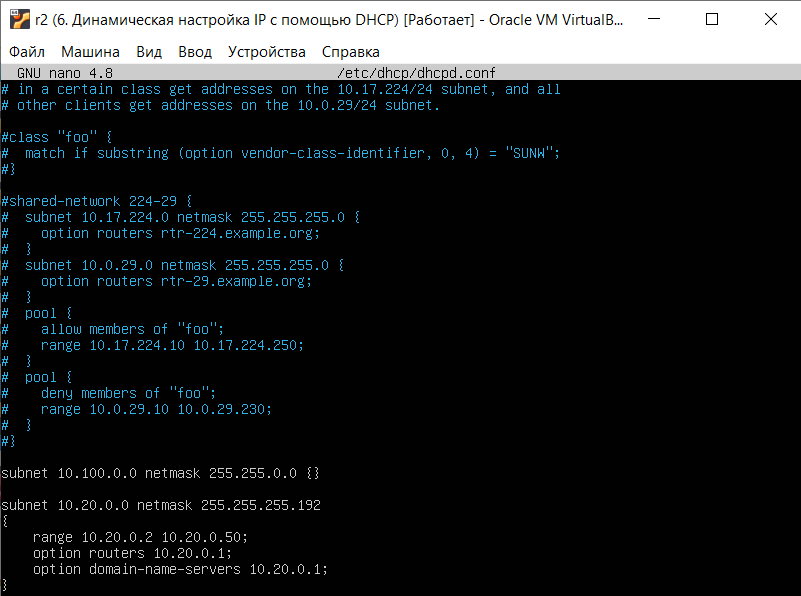 r2 (6. Динамическая настройка IP с помощью DHCP) [Работает] - Oracle VM VirtualB...
Файл Машина Вид Ввод Устройства Справка
GNU nano 4.8 /etc/dhcp/dhcpd.conf
# in a certain class get addresses on the 10.17.224/24 subnet, and all
# other clients get addresses on the 10.0.29/24 subnet.
#class "foo" {
#  match if substring (option vendor-class-identifier, 0, 4) = "SUNW";
#}
#shared-network 224-29 {
#  subnet 10.17.224.0 netmask 255.255.255.0 {
#    option routers rtr-224.example.org;
#  }
#  subnet 10.0.29.0 netmask 255.255.255.0 {
#    option routers rtr-29.example.org;
#  }
#  pool {
#    allow members of "foo";
#    range 10.17.224.10 10.17.224.250;
#  }
#  pool {
#    deny members of "foo";
#    range 10.0.29.10 10.0.29.230;
#  }
#}
subnet 10.100.0.0 netmask 255.255.0.0 {}
subnet 10.20.0.0 netmask 255.255.255.192
{
    range 10.20.0.2 10.20.0.50;
    option routers 10.20.0.1;
    option domain-name-servers 10.20.0.1;
}